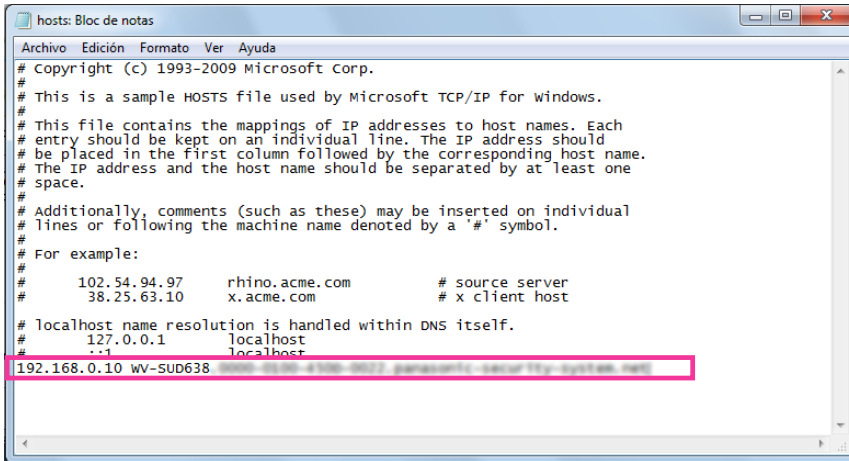 hosts: Bloc de notas
Archivo Edición Formato Ver Ayuda
# Copyright (c) 1993-2009 Microsoft Corp.
#
# This is a sample HOSTS file used by Microsoft TCP/IP for Windows.
#
# This file contains the mappings of IP addresses to host names. Each
# entry should be kept on an individual line. The IP address should
# be placed in the first column followed by the corresponding host name.
# The IP address and the host name should be separated by at least one
# space.
#
# Additionally, comments (such as these) may be inserted on individual
# lines or following the machine name denoted by a '#' symbol.
#
# For example:
#
# 102.54.94.97 rhino.acme.com # source server
# 38.25.63.10 x.acme.com # x client host

# localhost name resolution is handled within DNS itself.
# 127.0.0.1 localhost
# ::1 localhost
192.168.0.10 WV-SUD638